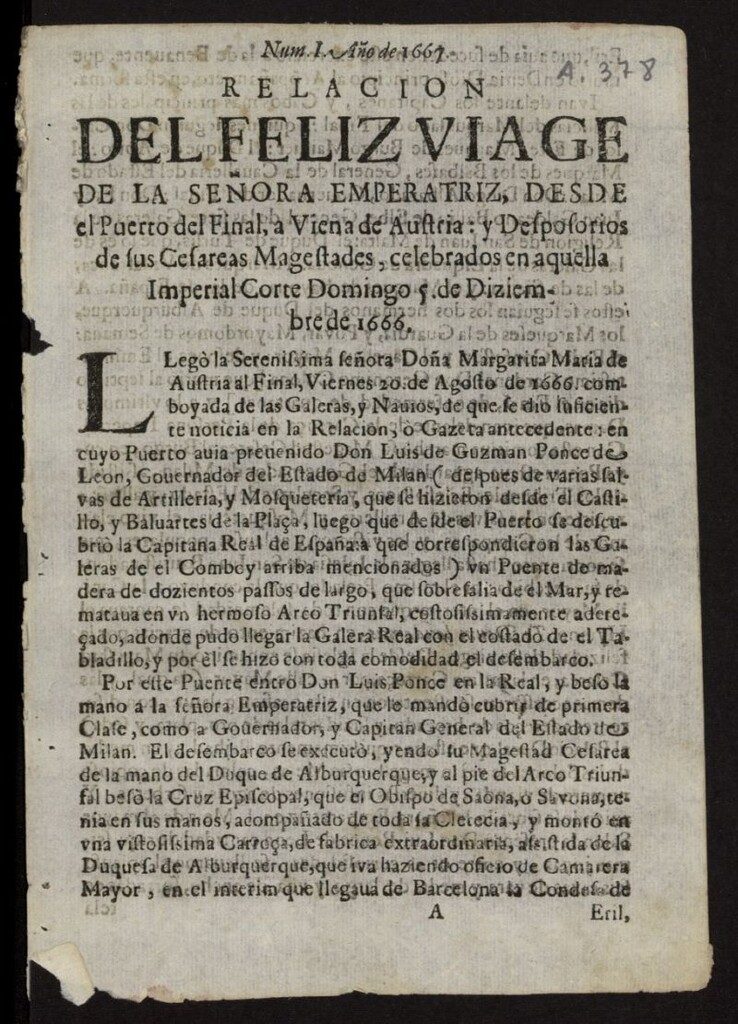 Num. I. Año de 1667.
A. 378
RELACION
DEL FELIZ VIAGE
DE LA SEÑORA EMPERATRIZ, DESDE
el Puerto del Final, a Viena de Auſtria: y Deſpoſorios
de ſus Ceſareas Mageſtades, celebrados en aquella
Imperial Corte Domingo 5. de Diziem-
bre de 1666.
LLegò la Sereniſsima ſeñora Doña Margarita Maria de
Auſtria al Final, Viernes 20. de Agoſto de 1666. com-
boyada de las Galeras, y Nauios, de que ſe diò ſuficien-
te noticia en la Relacion, ò Gazeta antecedente: en
cuyo Puerto auia preuenido Don Luis de Guzman Ponce de
Leon, Gouernador del Eſtado de Milan (deſpues de varias ſal-
vas de Artilleria, y Moſqueteria, que ſe hizieron deſde el Caſti-
llo, y Baluartes de la Plaça, luego que deſde el Puerto ſe deſcu-
briò la Capitana Real de España: a que correſpondieron las Ga-
leras de el Comboy arriba mencionados) vn Puente de ma-
dera de dozientos paſſos de largo, que ſobreſalia de el Mar, y re-
mataua en vn hermoſo Arco Triunfal, coſtoſiſsimamente adere-
çado, adonde pudo llegar la Galera Real con el coſtado de el Ta-
bladillo, y por èl ſe hizo con toda comodidad el deſembarco.
Por eſte Puente entrò Don Luis Ponce en la Real, y besò la
mano a la ſeñora Emperatriz, que le mandò cubrir de primera
Claſe, como a Gouernador, y Capitan General del Eſtado de
Milan. El deſembarco ſe executò, yendo ſu Mageſtad Ceſarea
de la mano del Duque de Alburquerque, y al pie del Arco Triun-
fal besò la Cruz Epiſcopal, que el Obiſpo de Saona, ò Savona, te-
nia en ſus manos, acompañado de toda la Clerecia, y montò en
vna viſtoſiſsima Carroça, de fabrica extraordinaria, aſsiſtida de la
Duqueſa de Alburquerque, que iva haziendo oficio de Camarera
Mayor, en el interim que llegaua de Barcelona la Condeſa de
A Eril,